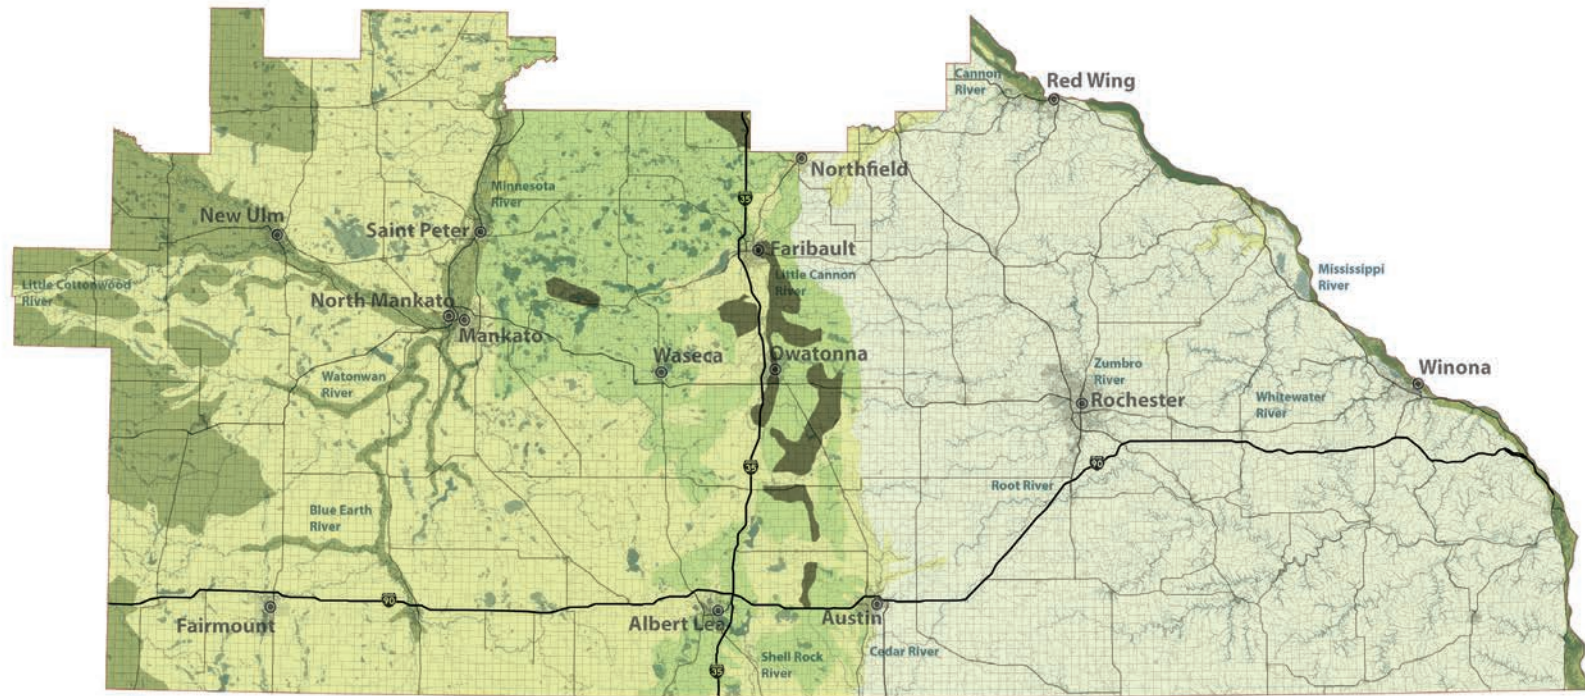 Cannon
River
Red Wing
Northfield
Minnesota
River
New Ulm
Saint Peter
35
Faribault
Little Cannon
River
Mississippi
River
Little Cottonwood
River
North Mankato
Mankato
Waseca
Owatonna
Watonwan
River
Zumbro
River
Rochester
Whitewater
River
Winona
35
90
Root River
Blue Earth
River
90
Fairmount
Albert Lea
Austin
Shell Rock
River
Cedar River
35